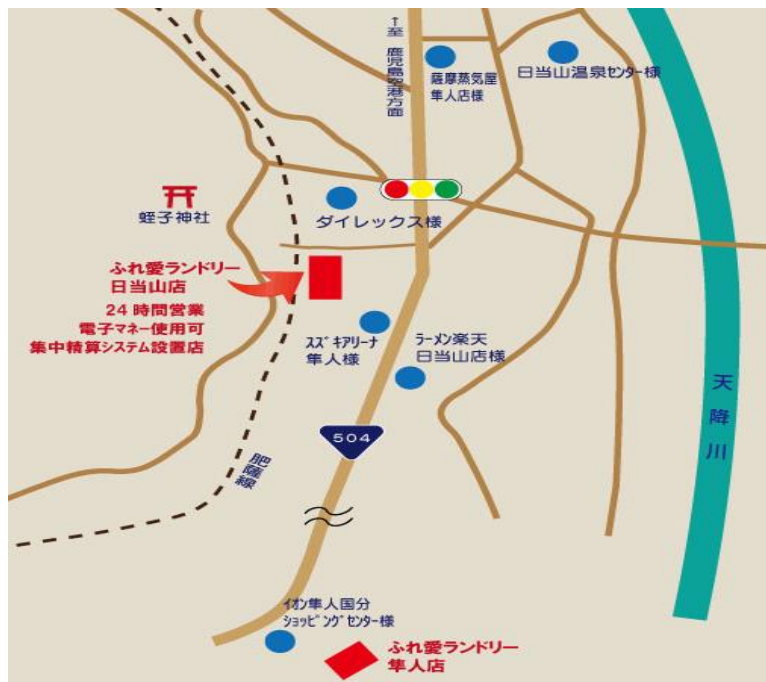 ↑至 鹿児島空港方面
薩摩蒸気屋
隼人店様
日当山温泉センター様
蛭子神社
ダイレックス様
ふれ愛ランドリー
日当山店
24時間営業
電子マネー使用可
集中精算システム設置店
スズキアリーナ
隼人様
ラーメン楽天
日当山店様
天降川
504
肥薩線
イオン隼人国分
ショッピングセンター様
ふれ愛ランドリー
隼人店